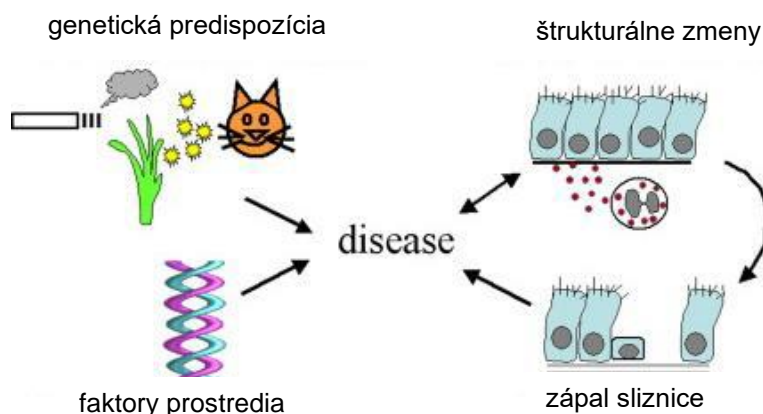 genetická predispozícia
štrukturálne zmeny
disease
faktory prostredia
zápal sliznice